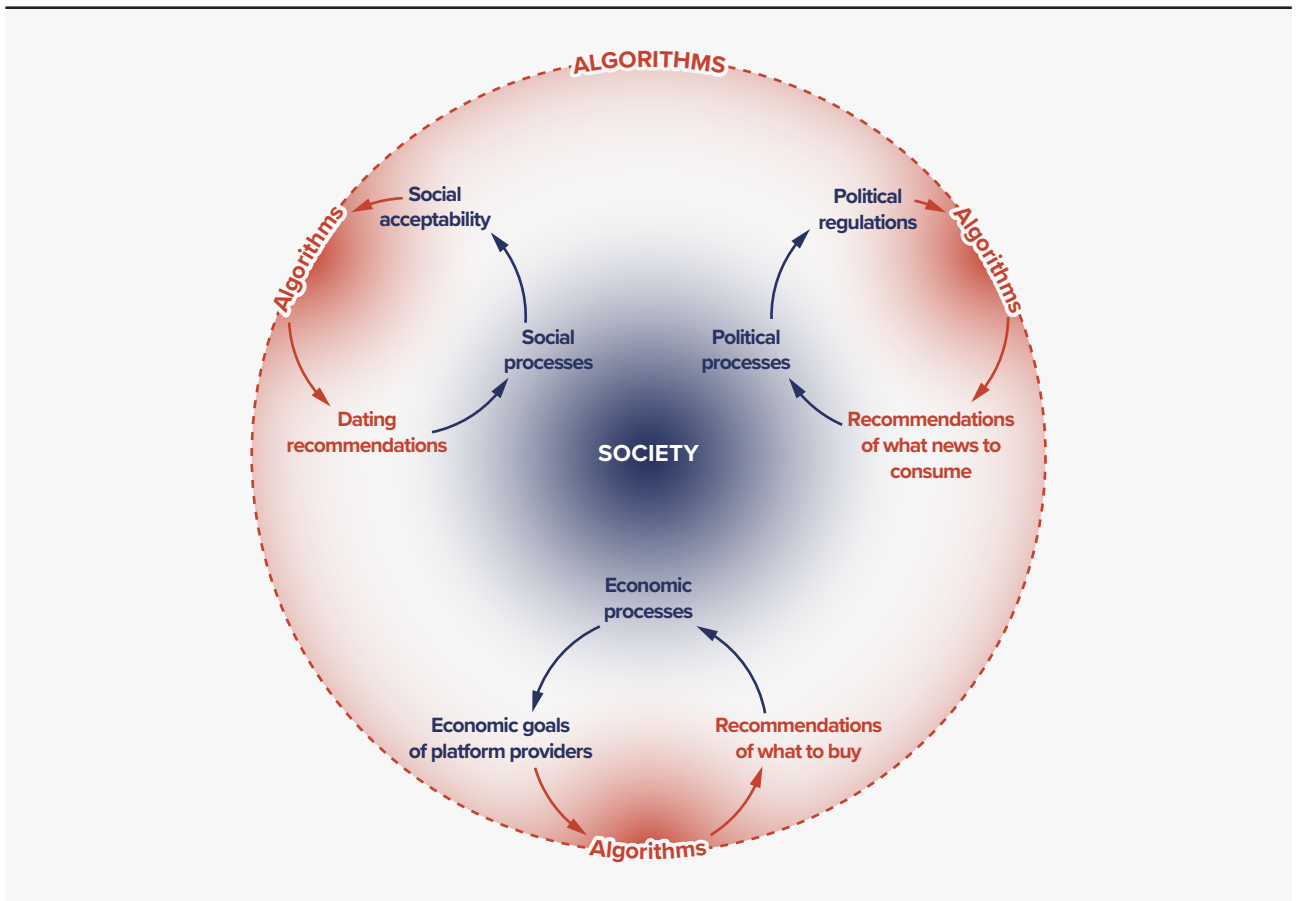 ALGORITHMS
Social
acceptability
Algorithms
Social
processes
Dating
recommendations
Political
regulations
Algorithms
Political
processes
Recommendations
of what news to
consume
SOCIETY
Economic
processes
Economic goals
of platform providers
Recommendations
of what to buy
Algorithms